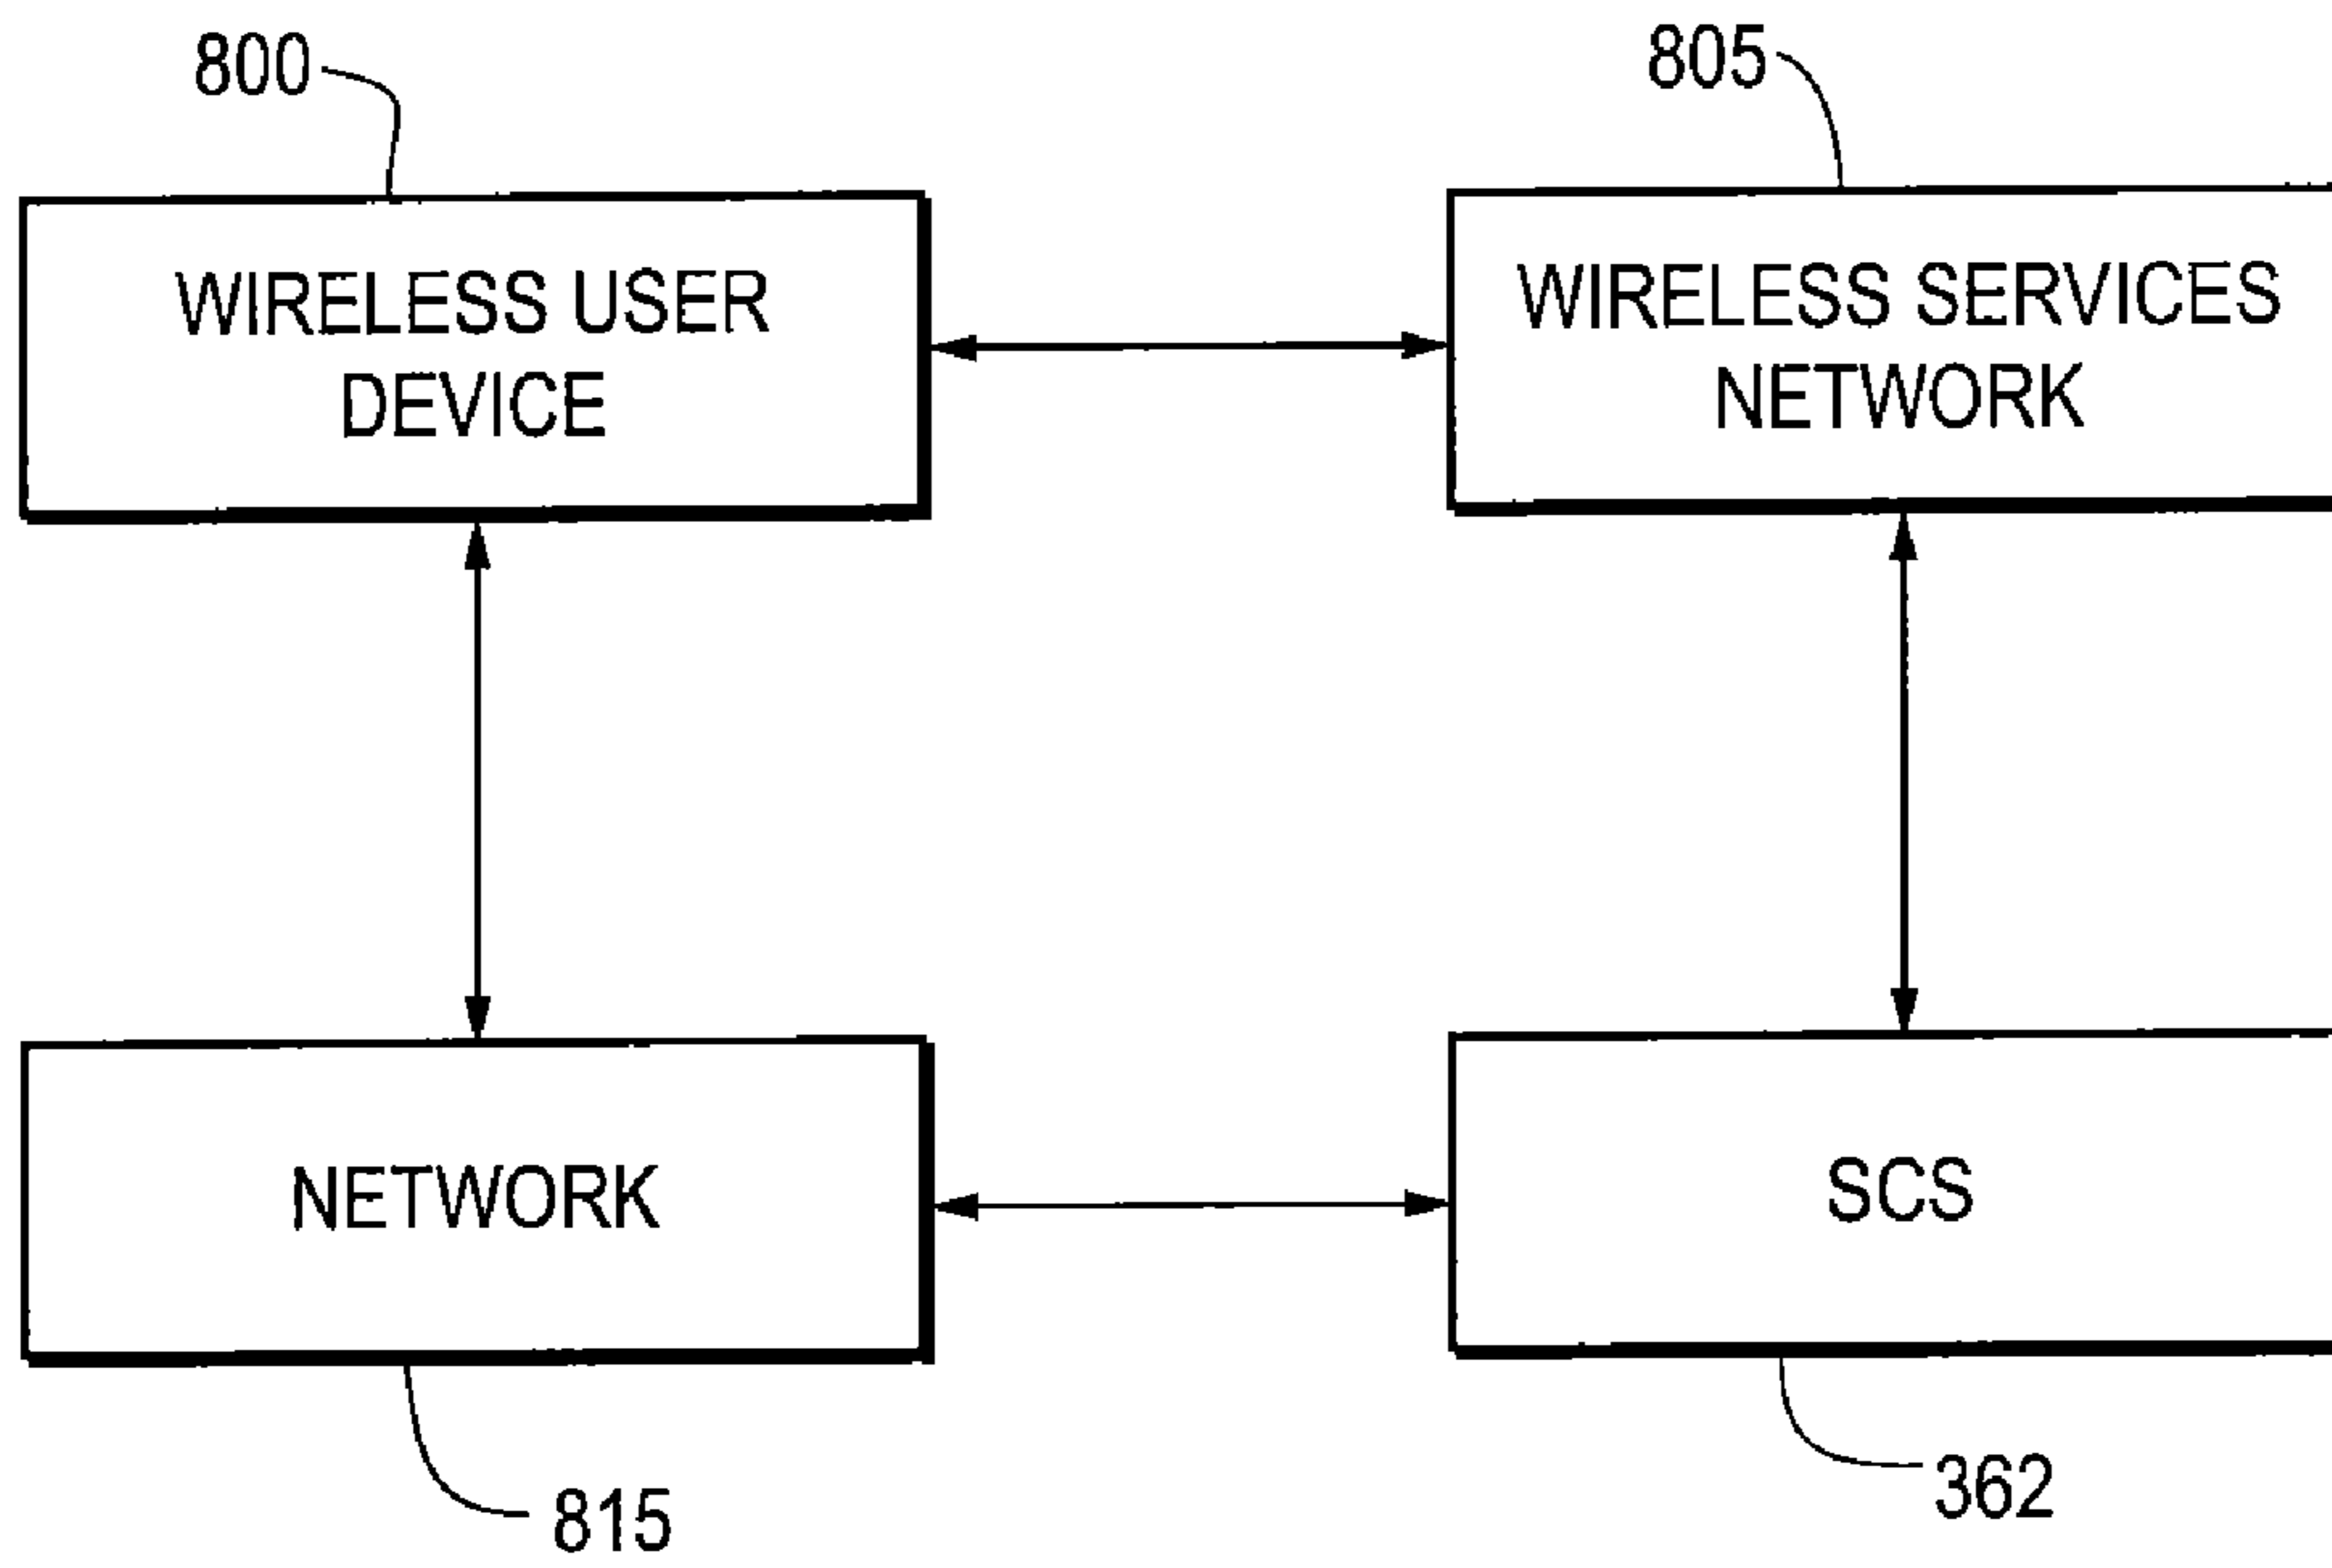 800
805
WIRELESS USER
DEVICE
WIRELESS SERVICES
NETWORK
NETWORK
SCS
815
362